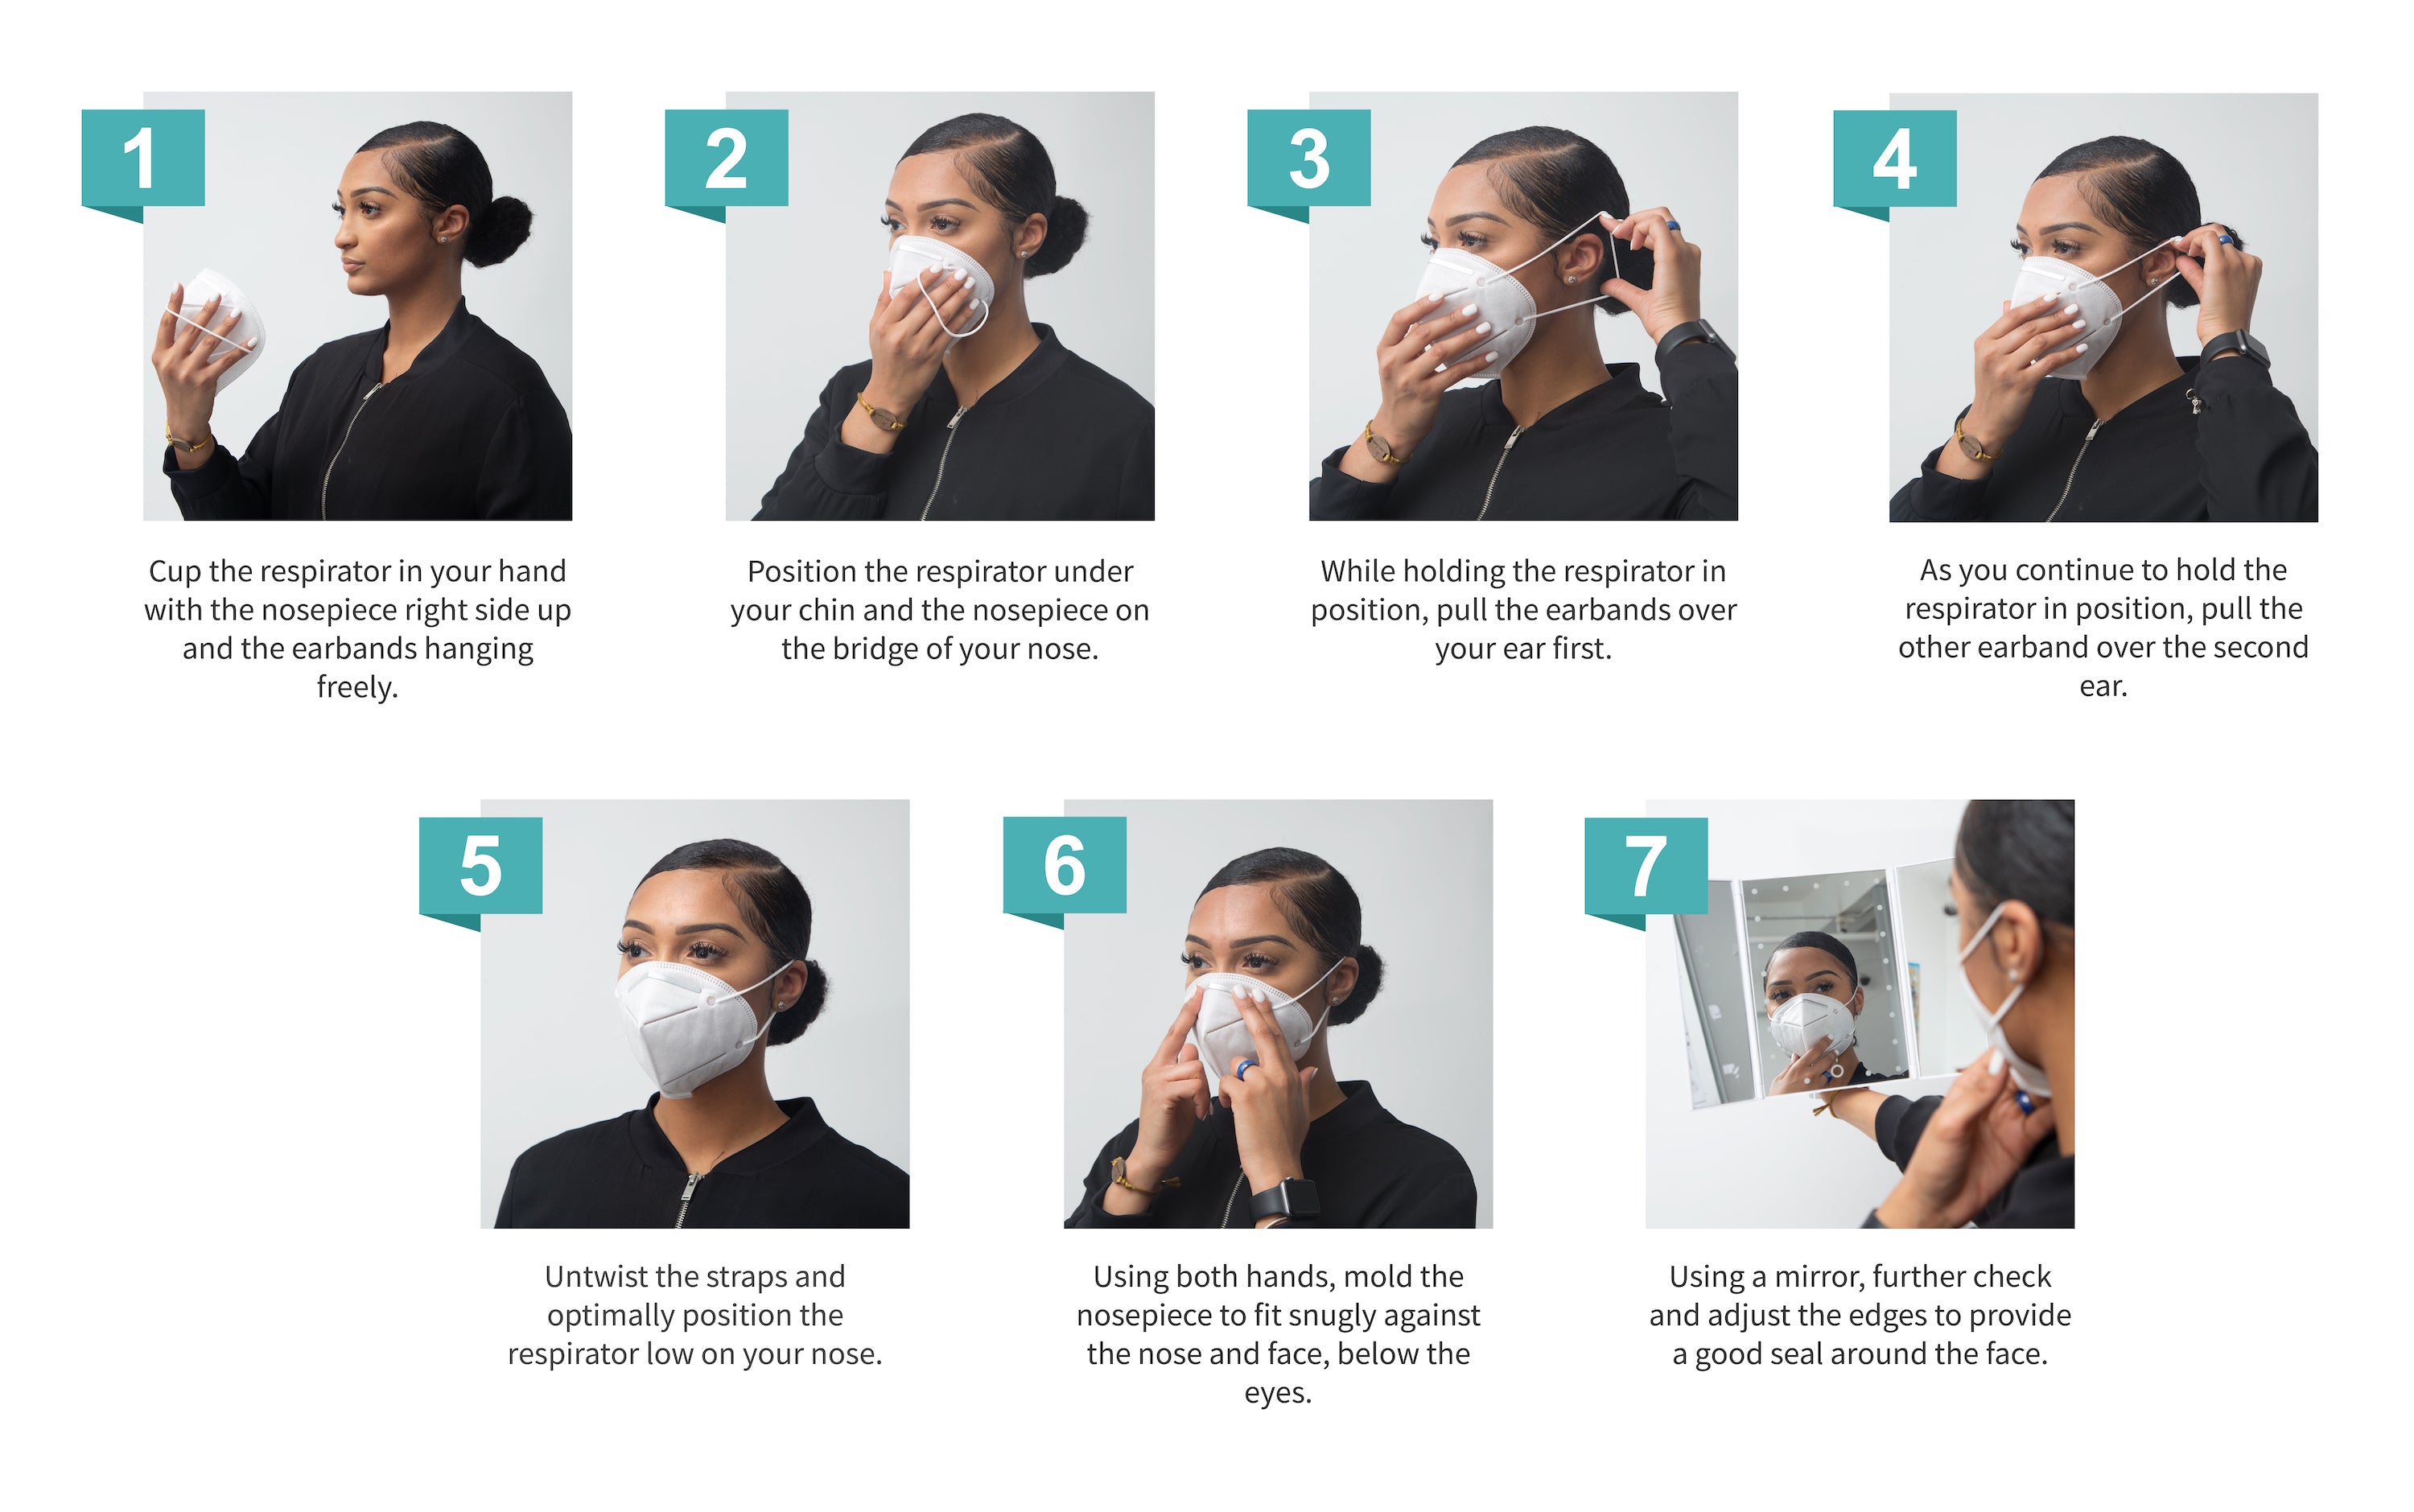 1
Cup the respirator in your hand
with the nosepiece right side up
and the earbands hanging
freely.
2
Position the respirator under
your chin and the nosepiece on
the bridge of your nose.
3
While holding the respirator in
position, pull the earbands over
your ear first.
4
As you continue to hold the
respirator in position, pull the
other earband over the second
ear.
5
Untwist the straps and
optimally position the
respirator low on your nose.
6
Using both hands, mold the
nosepiece to fit snugly against
the nose and face, below the
eyes.
7
Using a mirror, further check
and adjust the edges to provide
a good seal around the face.